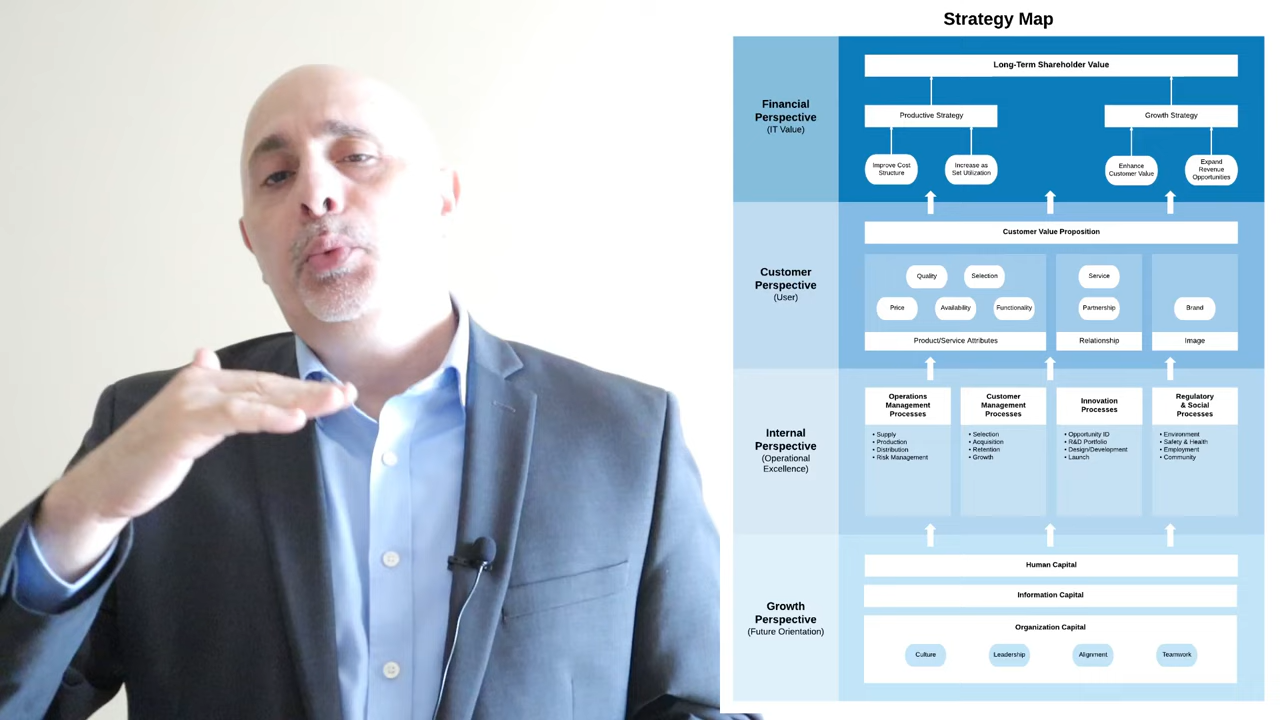 Strategy Map
Financial
Perspective
(IT Value)
Long-Term Shareholder Value
Productive Strategy
Growth Strategy
Improve Cost
Structure
Increase as
Set Utilization
Enhance
Customer Value
Expand
Revenue
Opportunities
Customer
Perspective
(User)
Customer Value Proposition
Quality
Selection
Price
Availability
Functionality
Product/Service Attributes
Service
Partnership
Relationship
Brand
Image
Internal
Perspective
(Operational
Excellence)
Operations
Management
Processes
• Supply
• Production
• Distribution
• Risk Management
Customer
Management
Processes
• Selection
• Acquisition
• Retention
• Growth
Innovation
Processes
• Opportunity ID
• R&D Portfolio
• Design/Development
• Launch
Regulatory
& Social
Processes
• Environment
• Safety & Health
• Employment
• Community
Growth
Perspective
(Future Orientation)
Human Capital
Information Capital
Organization Capital
Culture
Leadership
Alignment
Teamwork